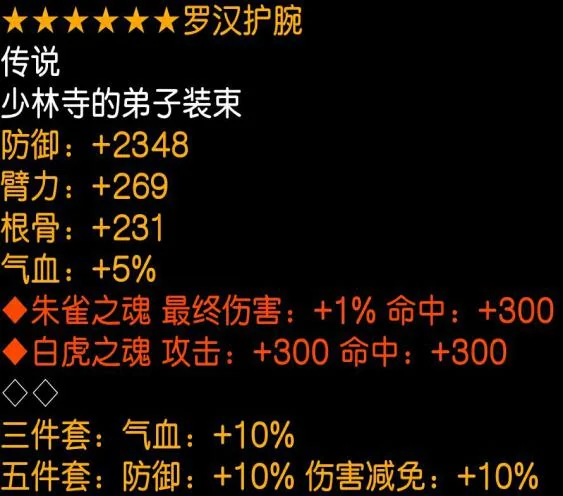 ★★★★★★罗汉护腕
传说
少林寺的弟子装束
防御：+2348
臂力：+269
根骨：+231
气血：+5%
◆朱雀之魂 最终伤害：+1% 命中：+300
◆白虎之魂 攻击：+300 命中：+300
◇◇
三件套：气血：+10%
五件套：防御：+10% 伤害减免：+10%